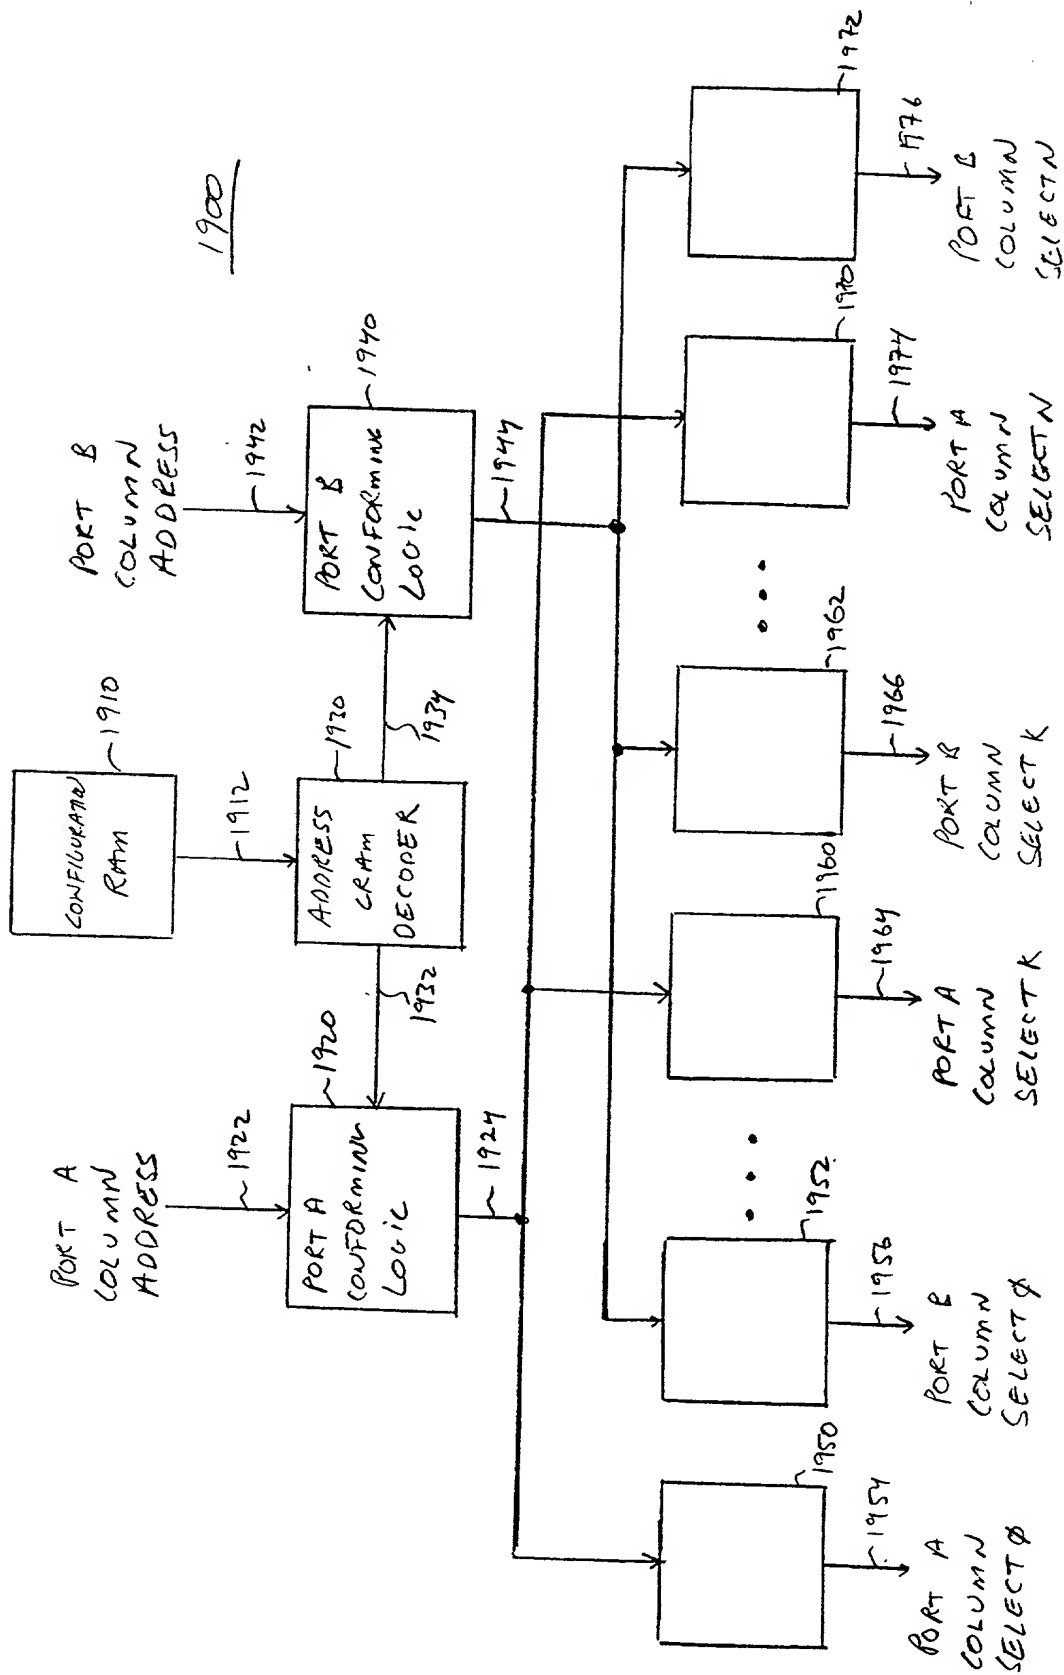 1900
CONFIGURATION
RAM
1910
1912
PORT A
COLUMN
ADDRESS
1922
PORT B
COLUMN
ADDRESS
1942
PORT A
CONFORMING
LOGIC
1920
1932
ADDRESS
CRAM
DECODER
1930
1934
PORT B
CONFORMING
LOGIC
1940
1924
1944
1950
1952
1960
1962
1970
1972
1954
1956
1964
1966
1974
1976
PORT A
COLUMN
SELECT Ø
PORT B
COLUMN
SELECT Ø
PORT A
COLUMN
SELECT K
PORT B
COLUMN
SELECT K
PORT A
COLUMN
SELECT N
PORT B
COLUMN
SELECT N